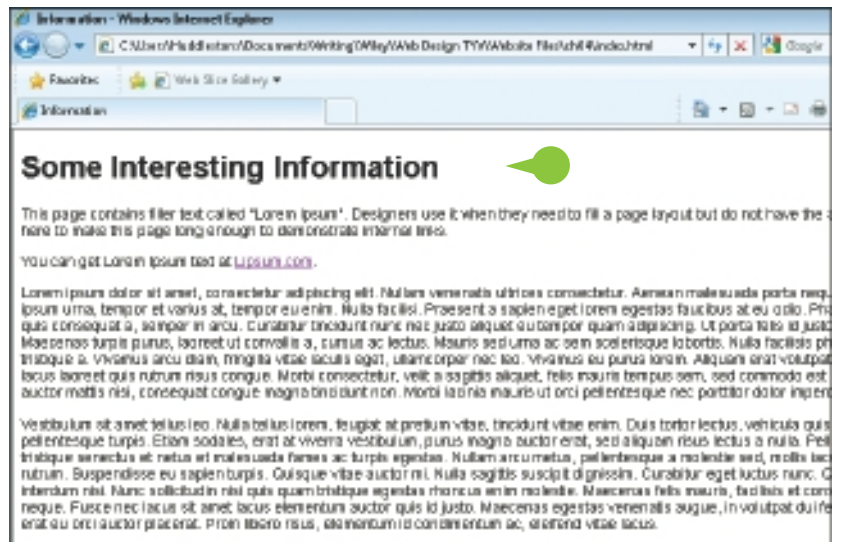 Information - Windows Internet Explorer
Google
Favorites Web Slice Gallery
Information
Some Interesting Information
This page contains filler text called "Lorem Ipsum". Designers use it when they need to fill a page layout but do not have the
here to make this page long enough to demonstrate internal links.
You can get Lorem Ipsum text at Lipsum.com.
Lorem ipsum dolor sit amet, consectetur adipiscing elit. Nullam venenatis ultrices consectetur. Aenean malesuada porta neq
ipsum urna, tempor et varius at, tempor eu enim. Nulla facilisi. Praesent a sapien eget lorem egestas faucibus at eu odio.
quis consequat a, semper in arcu. Curabitur tincidunt nunc nec justo aliquet eu tempor quam adipiscing. Ut porta felis id justo
Maecenas turpis purus, laoreet ut convallis a, cursus ac lectus. Mauris sed urna ac sem scelerisque lobortis. Nulla facilisis ph
tristique a. Vivamus arcu diam, fringilla vitae iaculis eget, ullamcorper nec leo. Vivamus eu purus lorem. Aliquam erat volutpat
lacus laoreet quis rutrum risus congue. Morbi consectetur, velit a sagittis aliquet, felis mauris tempus sem, sed commodo est
auctor mattis nisi, consequat congue magna tincidunt non. Morbi lacinia mauris ut orci pellentesque nec porttitor dolor imper
Vestibulum sit amet tellus leo. Nulla tellus lorem, feugiat at pretium vitae, tincidunt vitae enim. Duis tortor lectus, vehicula quis
pellentesque turpis. Etiam sodales, erat at viverra vestibulum, purus magna auctor erat, sed aliquam risus lectus a nulla.
tristique senectus et netus et malesuada fames ac turpis egestas. Nullam arcu metus, pellentesque a molestie sed, mollis
rutrum. Suspendisse eu sapien turpis. Quisque vitae auctor mi. Nulla sagittis suscipit dignissim. Curabitur eget luctus nunc.
interdum nisl. Nunc sollicitudin nisl quis quam tristique egestas rhoncus enim molestie. Maecenas felis mauris, facilisis et
neque. Fusce nec lacus sit amet lacus elementum auctor quis id justo. Maecenas egestas venenatis augue, in volutpat dui
erat eu orci auctor placerat. Proin libero risus, elementum id condimentum ac, eleifend vitae lacus.